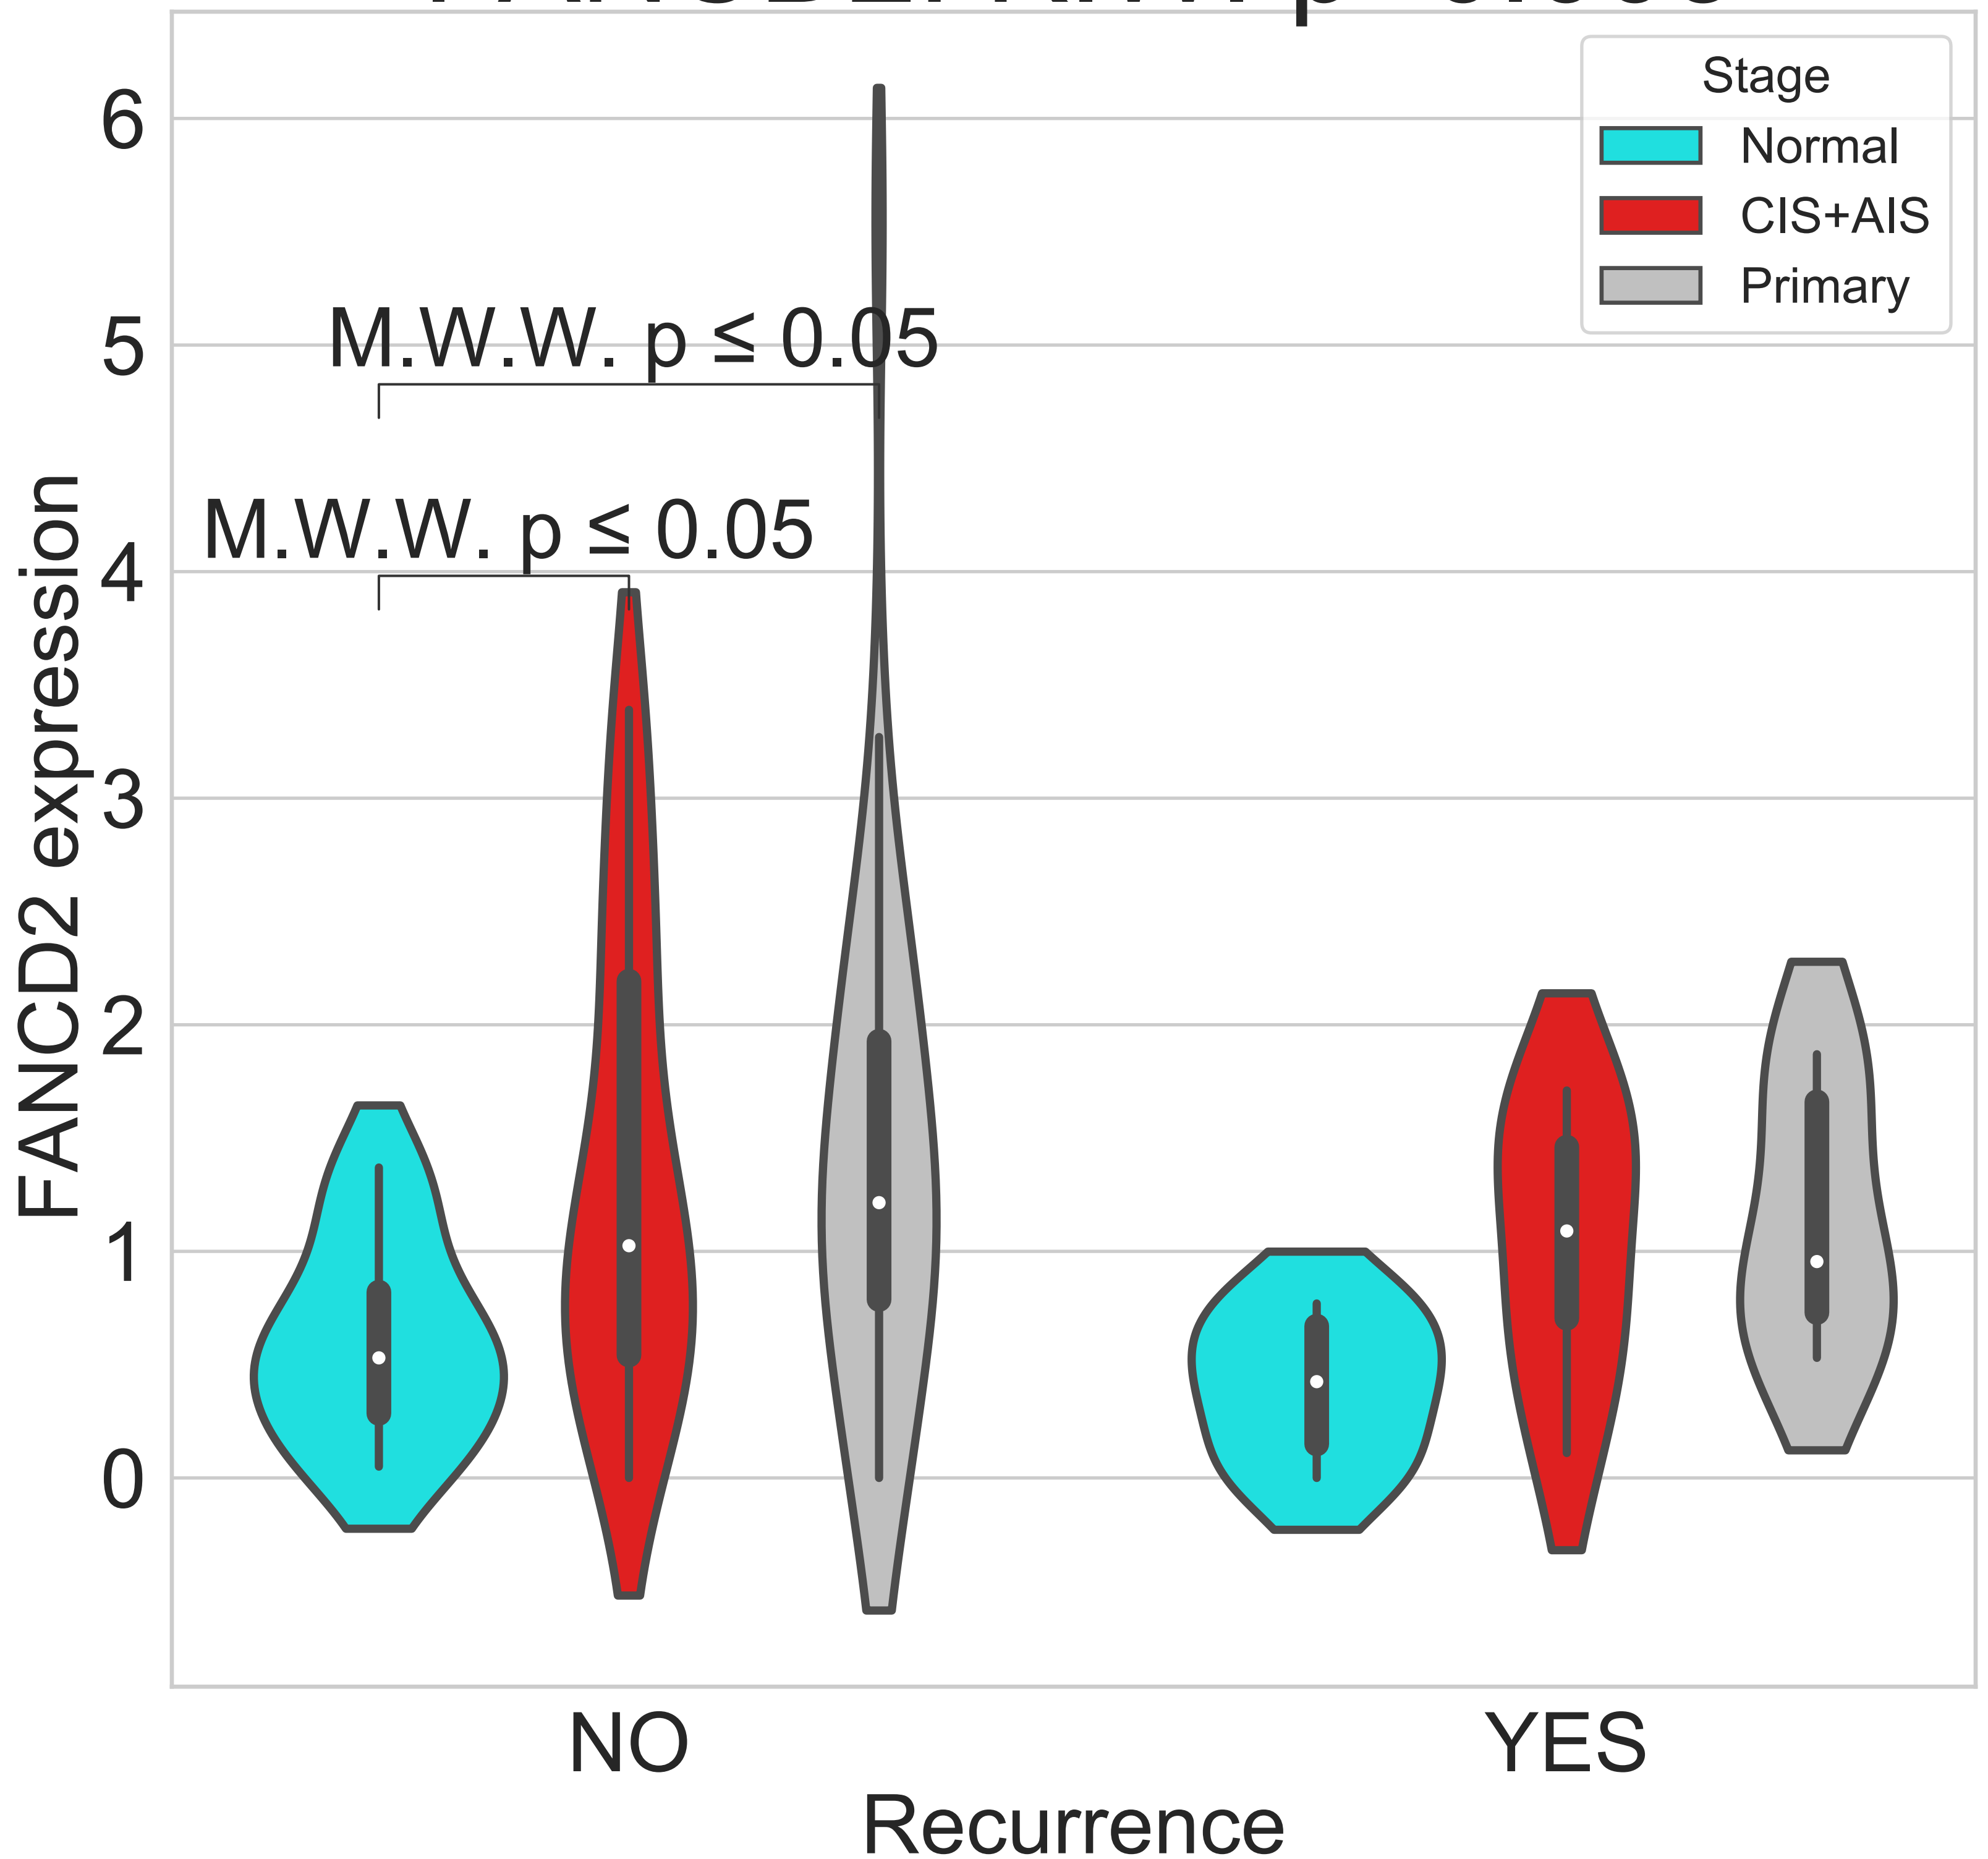 Stage
Normal
CIS+AIS
Primary
6
5
4
3
2
1
0
FANCD2 expression
M.W.W. p ≤ 0.05
M.W.W. p ≤ 0.05
NO
YES
Recurrence